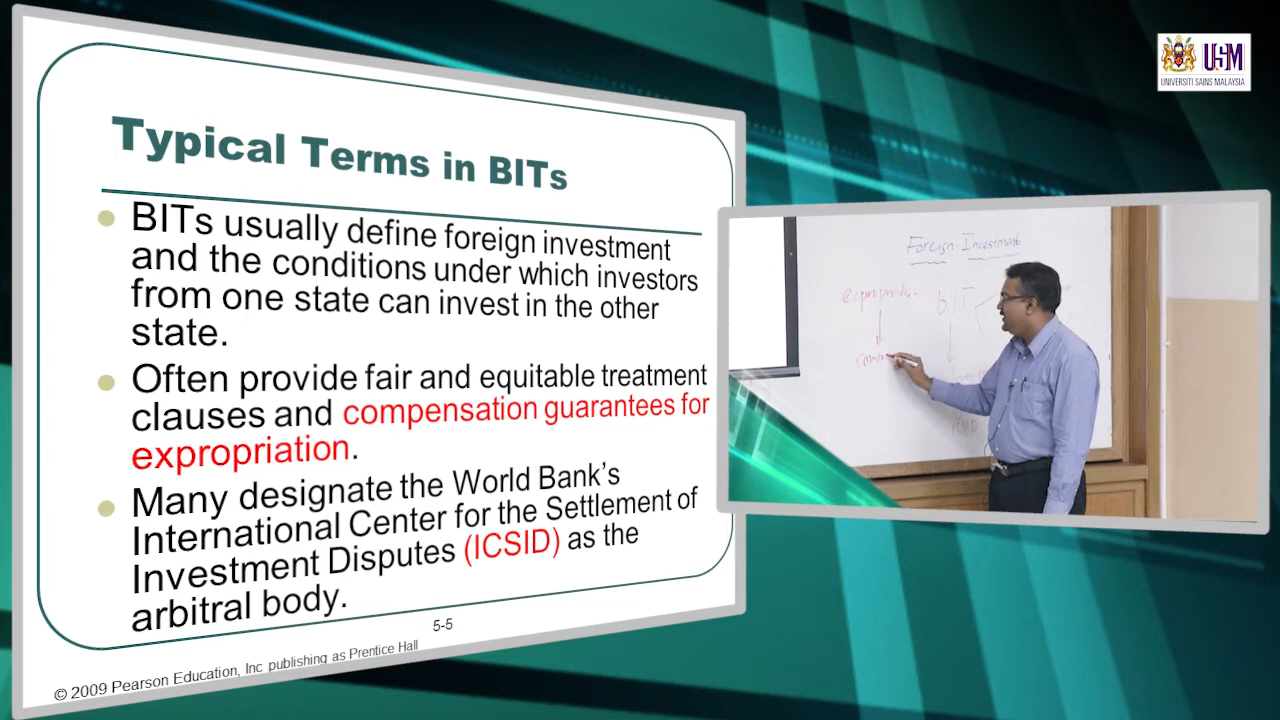 Typical Terms in BITs
BITs usually define foreign investment
and the conditions under which investors
from one state can invest in the other
state.
Often provide fair and equitable treatment
clauses and compensation guarantees for
expropriation.
Many designate the World Bank’s
International Center for the Settlement of
Investment Disputes (ICSID) as the
arbitral body.
5-5
© 2009 Pearson Education, Inc publishing as Prentice Hall
USM
UNIVERSITI SAINS MALAYSIA
Foreign Investment
expropriation
BIT